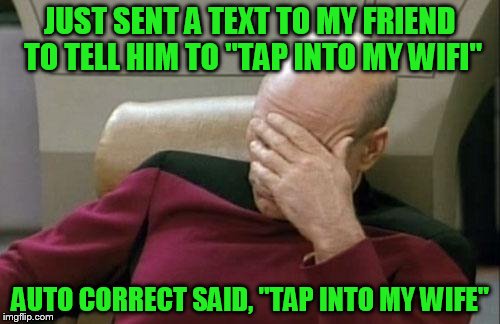 JUST SENT A TEXT TO MY FRIEND
TO TELL HIM TO "TAP INTO MY WIFI"
AUTO CORRECT SAID, "TAP INTO MY WIFE"
imgflip.com